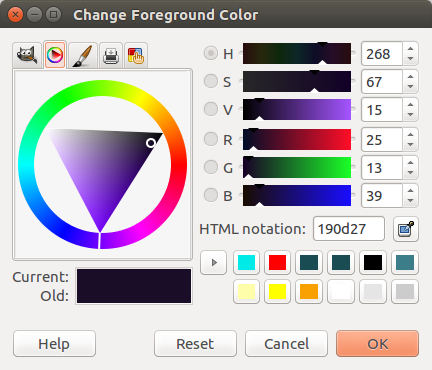 Change Foreground Color
H 268
S 67
V 15
R 25
G 13
B 39
HTML notation: 190d27
Current:
Old:
Help Reset Cancel OK